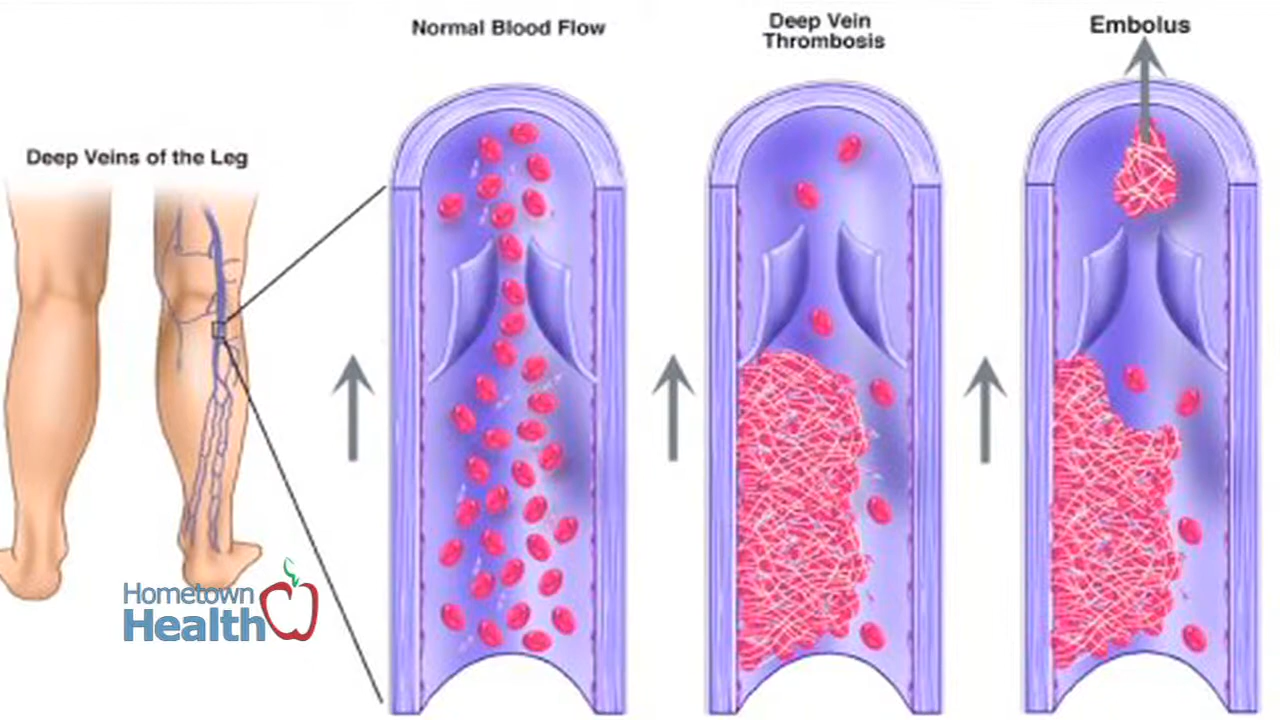 Deep Veins of the Leg
Normal Blood Flow
Deep Vein
Thrombosis
Embolus
Hometown
Health